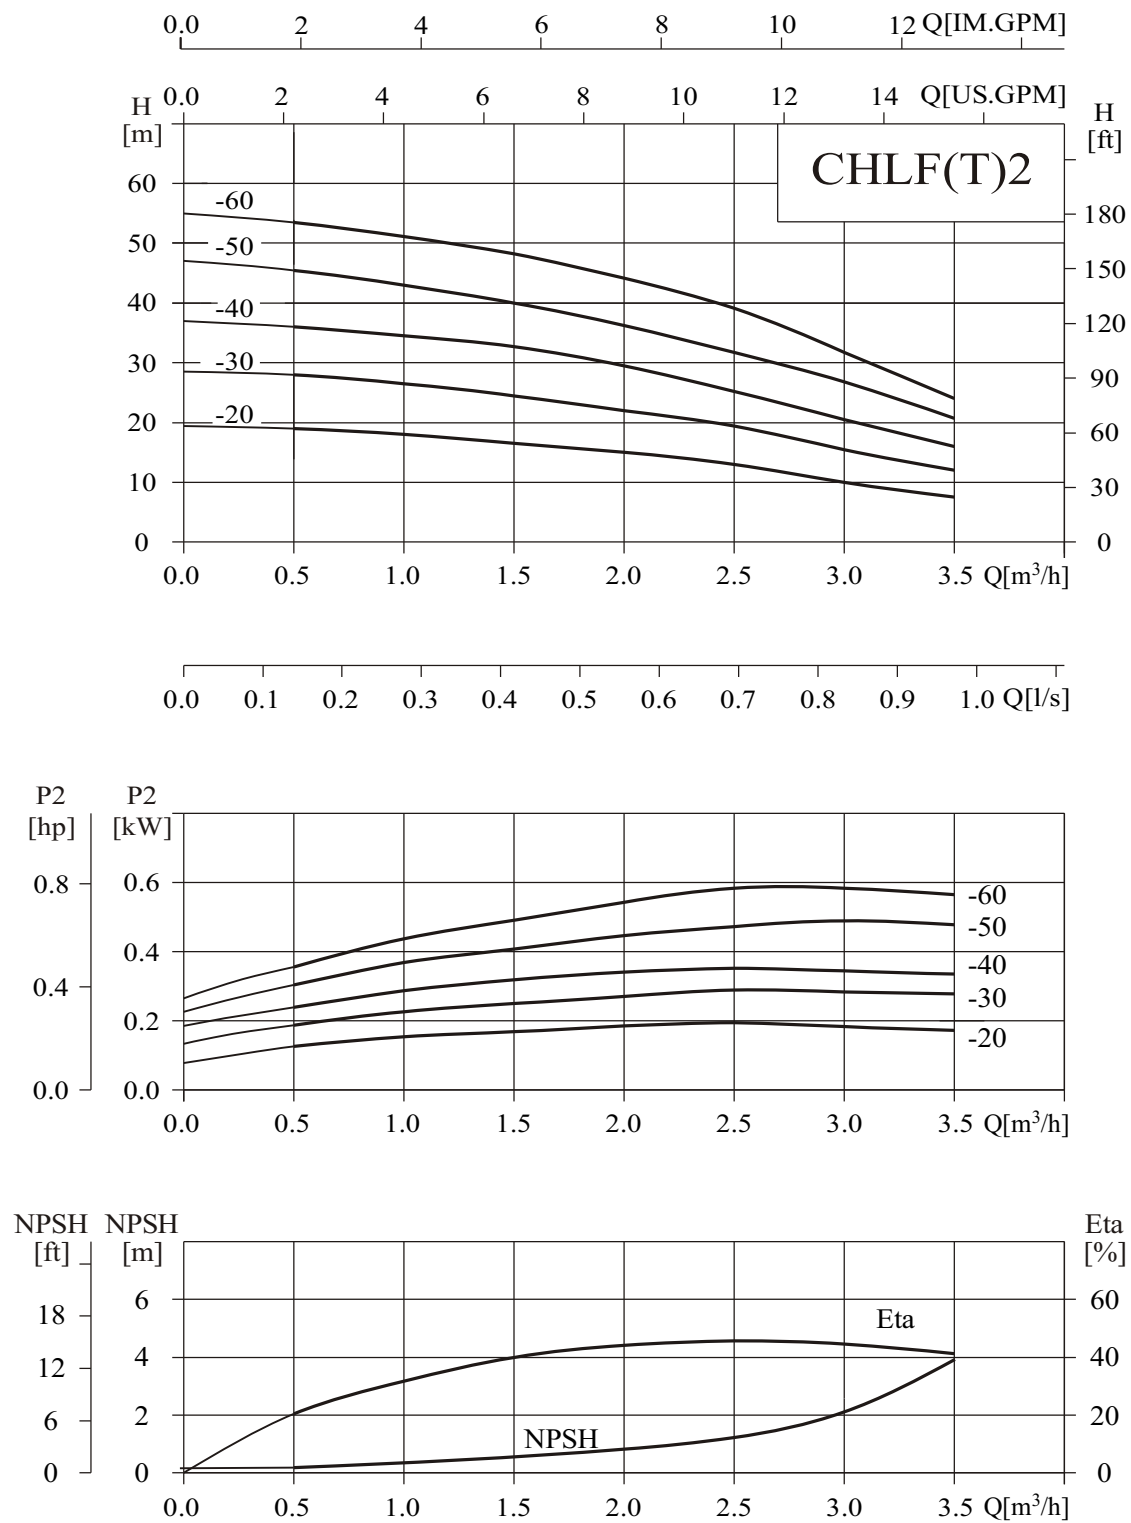 0.0 2 4 6 8 10 12 Q[IM.GPM]
0.0 2 4 6 8 10 12 14 Q[US.GPM]
H
[m]
H
[ft]
CHLF(T)2
60
50
40
30
20
10
0
-60
-50
-40
-30
-20
180
150
120
90
60
30
0
0.0 0.5 1.0 1.5 2.0 2.5 3.0 3.5 Q[m³/h]
0.0 0.1 0.2 0.3 0.4 0.5 0.6 0.7 0.8 0.9 1.0 Q[l/s]
P2
[hp]
P2
[kW]
0.8
0.4
0.0
0.6
0.4
0.2
0.0
-60
-50
-40
-30
-20
0.0 0.5 1.0 1.5 2.0 2.5 3.0 3.5 Q[m³/h]
NPSH
[ft]
NPSH
[m]
Eta
[%]
18
12
6
0
6
4
2
0
Eta
NPSH
60
40
20
0
0.0 0.5 1.0 1.5 2.0 2.5 3.0 3.5 Q[m³/h]